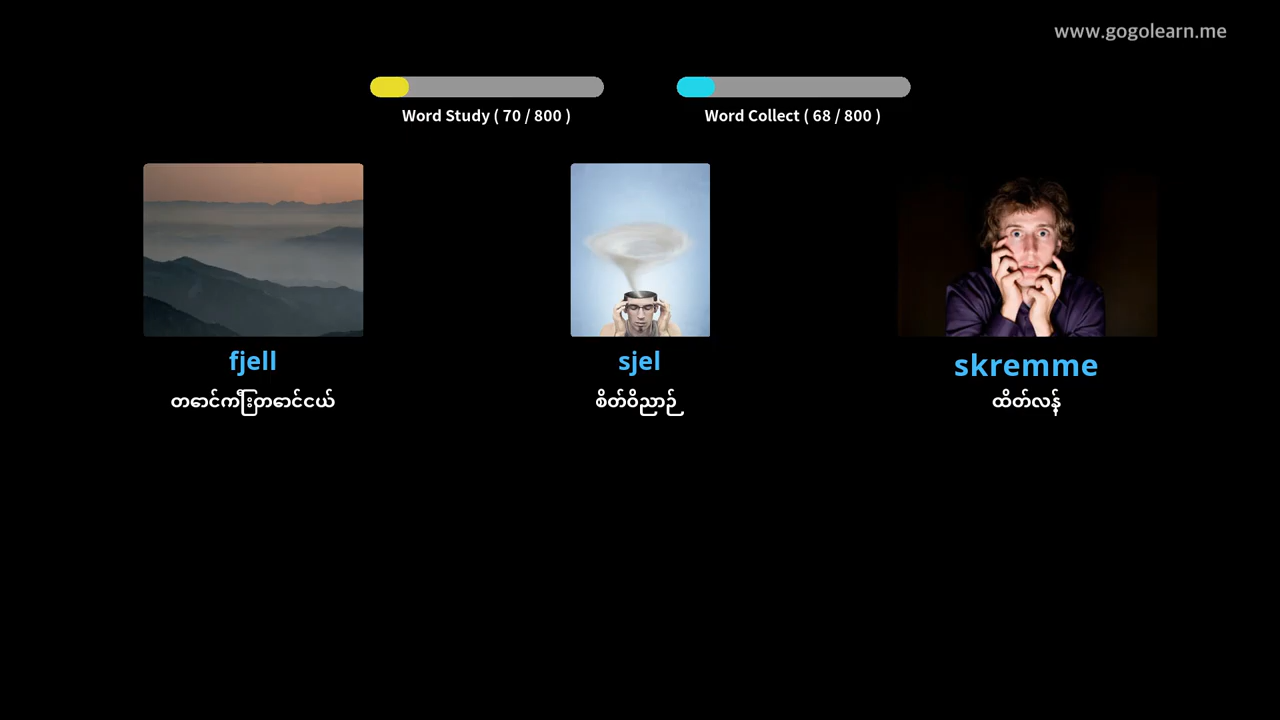 www.gogolearn.me
Word Study ( 70 / 800 )
Word Collect ( 68 / 800 )
fjell
sjel
skremme
တောင်ကြီးတောင်ငယ်
စိတ်ဝိညာဉ်
ထိတ်လန့်